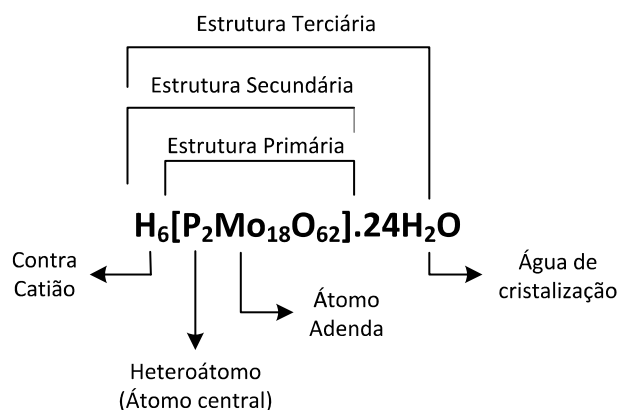 Estrutura Terciária
Estrutura Secundária
Estrutura Primária
H₆[P₂Mo₁₈O₆₂].24H₂O
Contra
Catião
Átomo
Adenda
Água de
cristalização
Heteroátomo
(Átomo central)